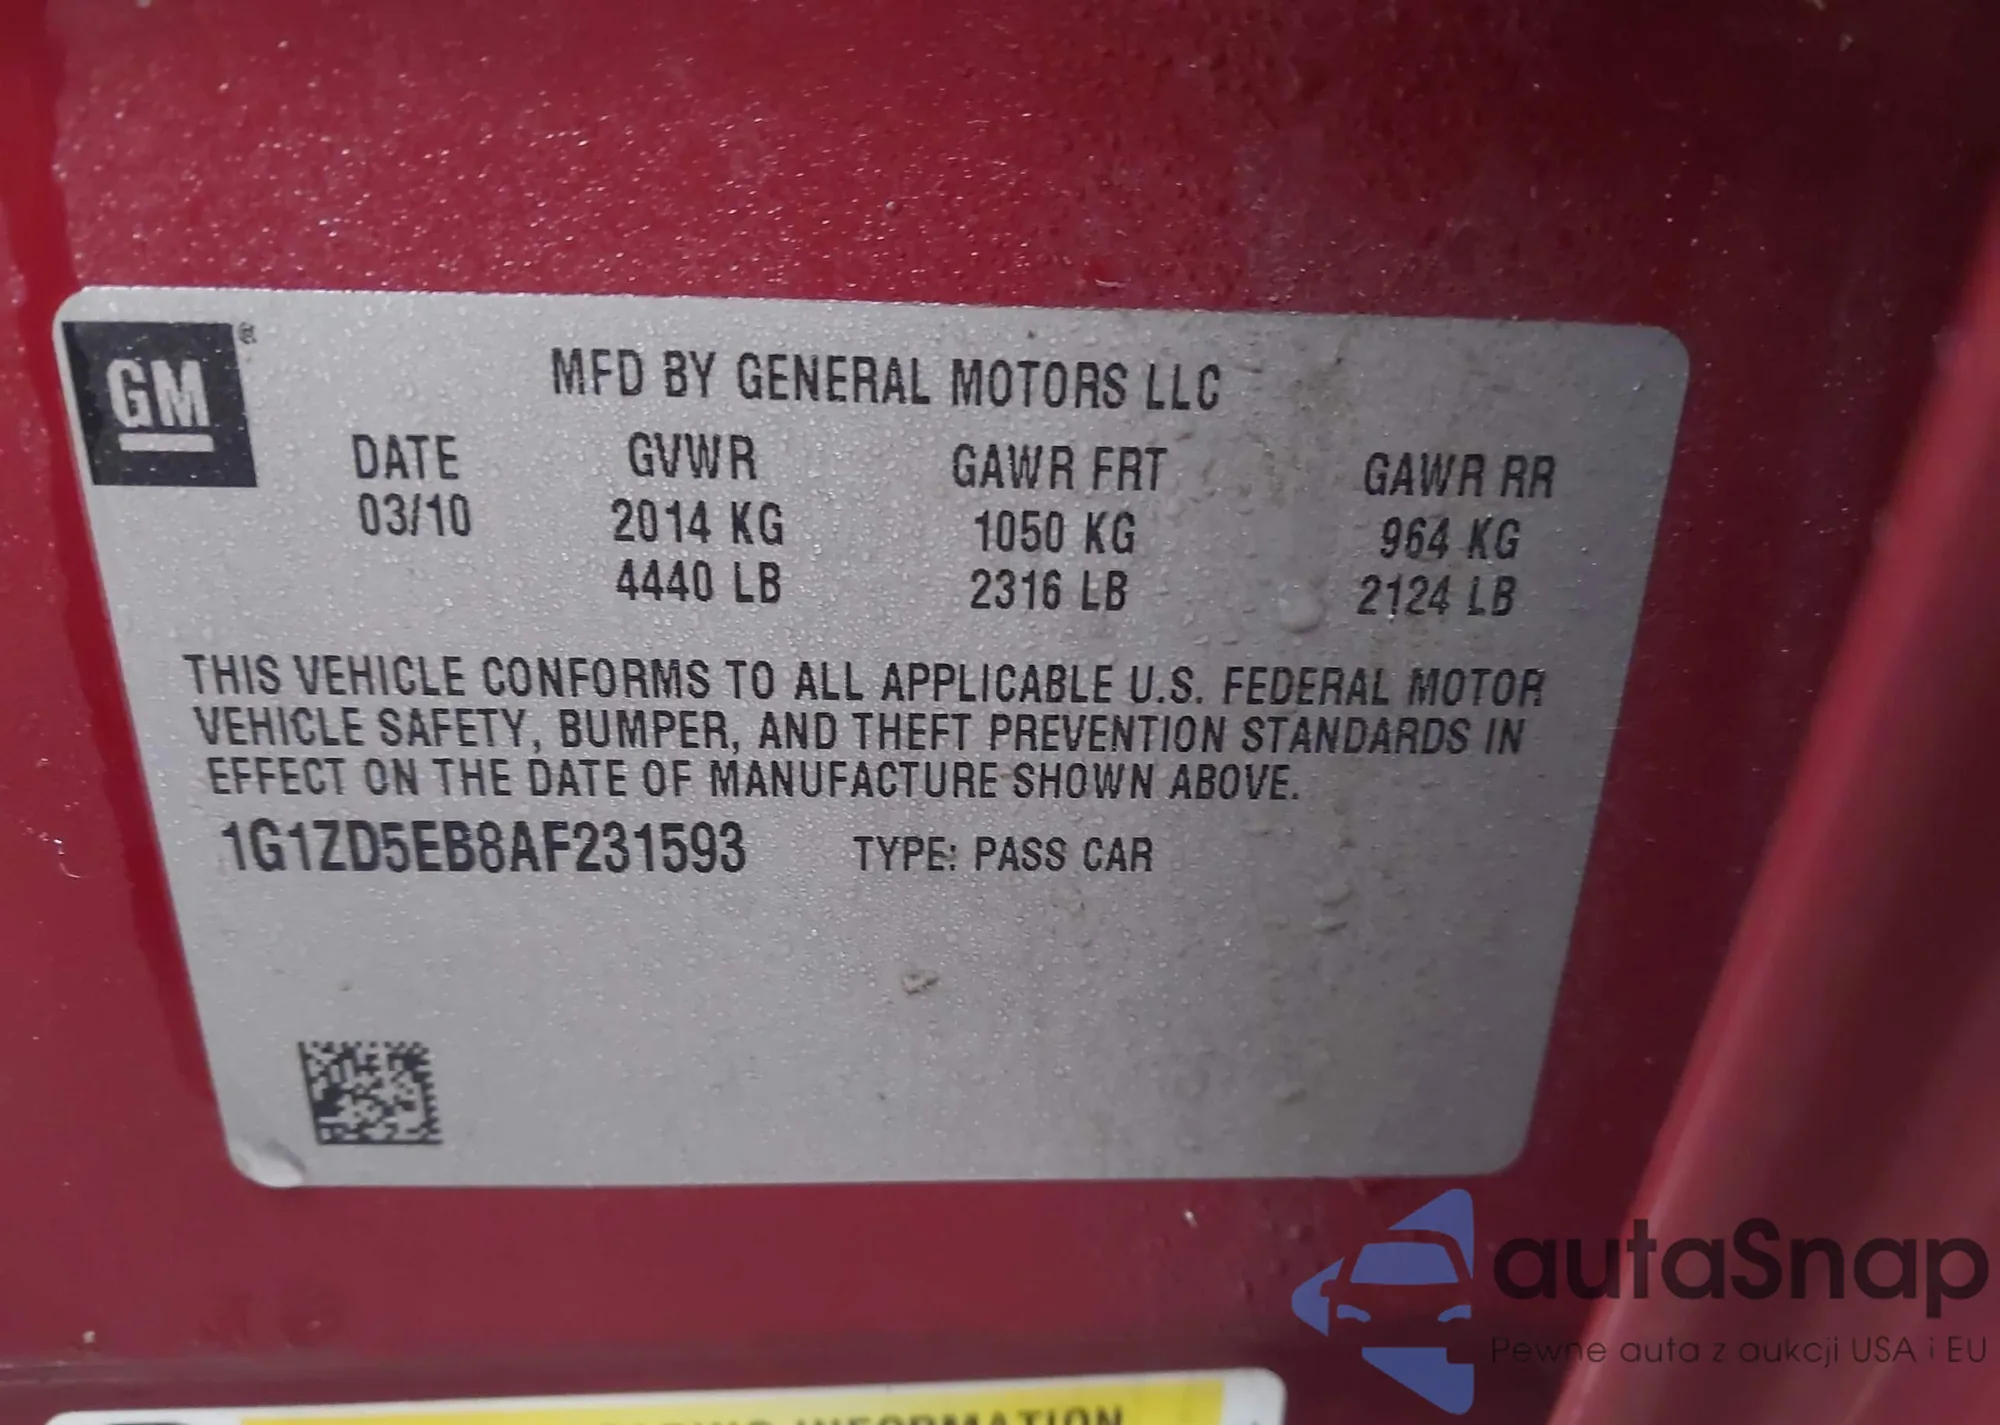 GM®
MFD BY GENERAL MOTORS LLC
DATE GVWR GAWR FRT GAWR RR
03/10 2014 KG 1050 KG 964 KG
4440 LB 2316 LB 2124 LB
THIS VEHICLE CONFORMS TO ALL APPLICABLE U.S. FEDERAL MOTOR
VEHICLE SAFETY, BUMPER, AND THEFT PREVENTION STANDARDS IN
EFFECT ON THE DATE OF MANUFACTURE SHOWN ABOVE.
1G1ZD5EB8AF231593 TYPE: PASS CAR
autaSnap
Pewne auta z aukcji USA i EU
INFORMATION